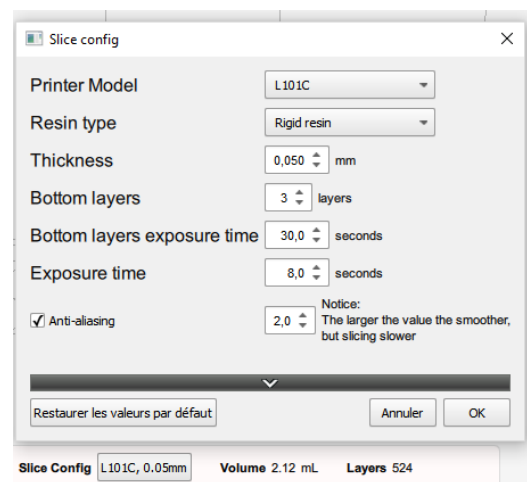 Slice config
Printer Model L101C
Resin type Rigid resin
Thickness 0,050 mm
Bottom layers 3 layers
Bottom layers exposure time 30,0 seconds
Exposure time 8,0 seconds
Anti-aliasing 2,0 Notice:
The larger the value the smoother,
but slicing slower
Restaurer les valeurs par défaut Annuler OK
Slice Config L101C, 0.05mm Volume 2.12 mL Layers 524